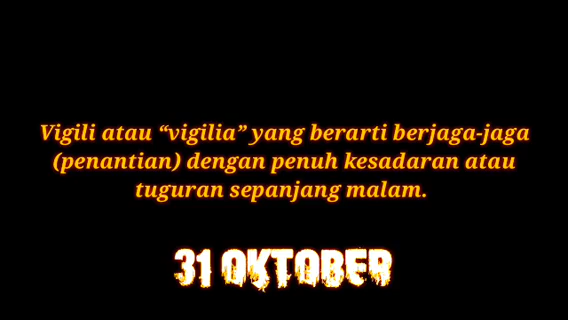 Vigili atau “vigilia” yang berarti berjaga-jaga
(penantian) dengan penuh kesadaran atau
tuguran sepanjang malam.
31 OKTOBER